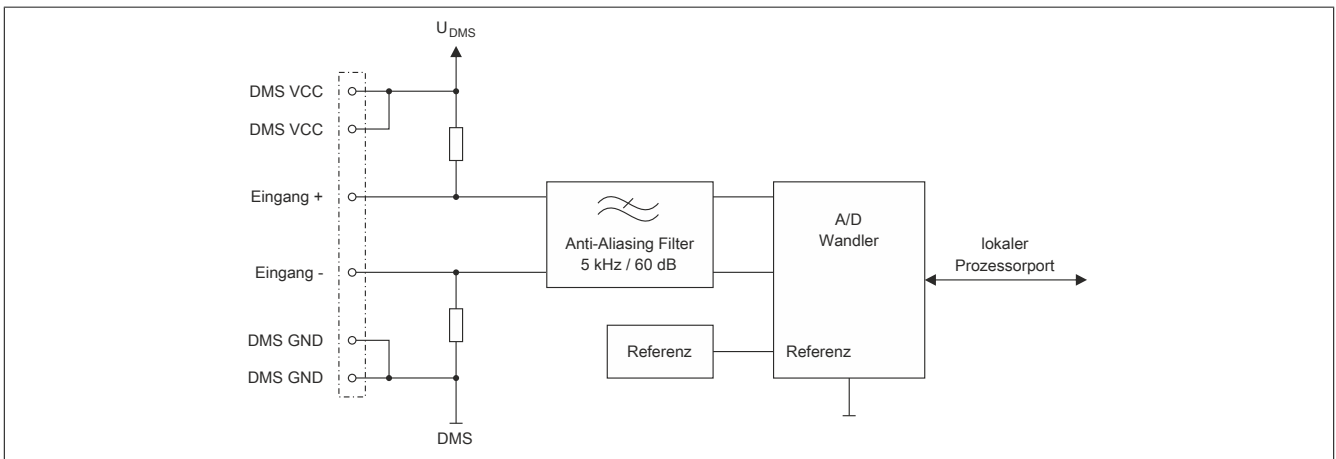 U_DMS
DMS VCC
DMS VCC
Eingang +
Eingang -
DMS GND
DMS GND
DMS
Anti-Aliasing Filter
5 kHz / 60 dB
A/D
Wandler
Referenz
Referenz
lokaler
Prozessorport